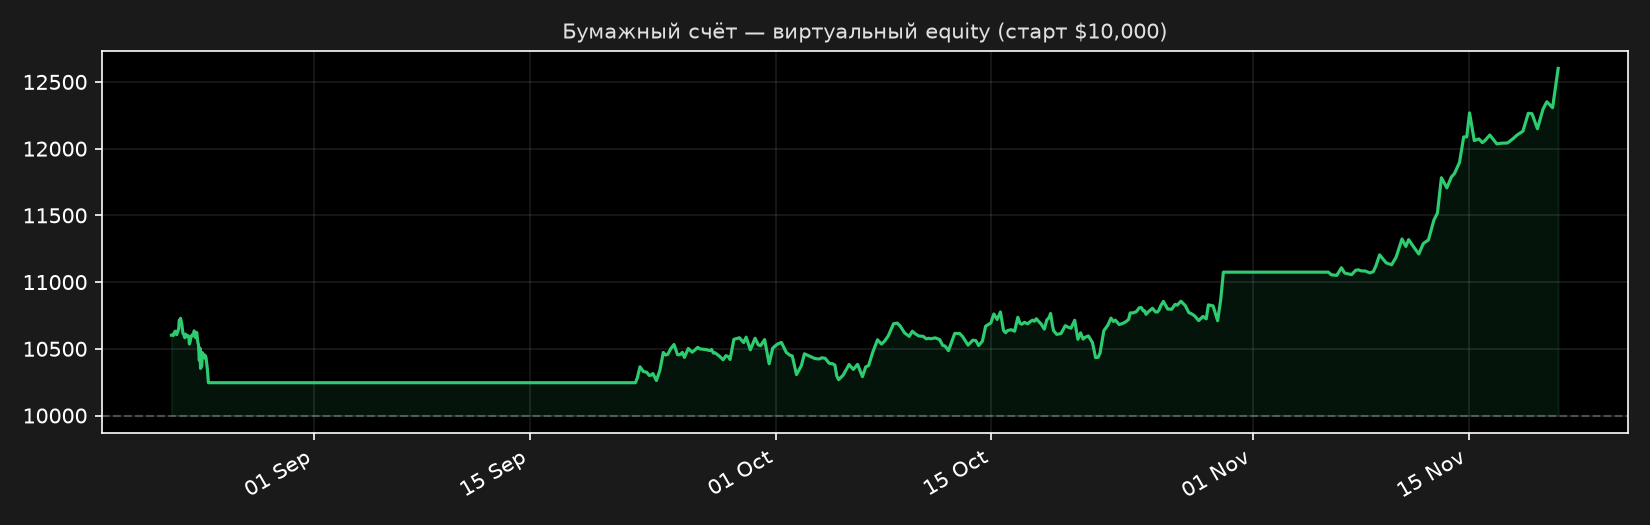 Бумажный счёт — виртуальный equity (старт $10,000)
12500
12000
11500
11000
10500
10000
01 Sep
15 Sep
01 Oct
15 Oct
01 Nov
15 Nov